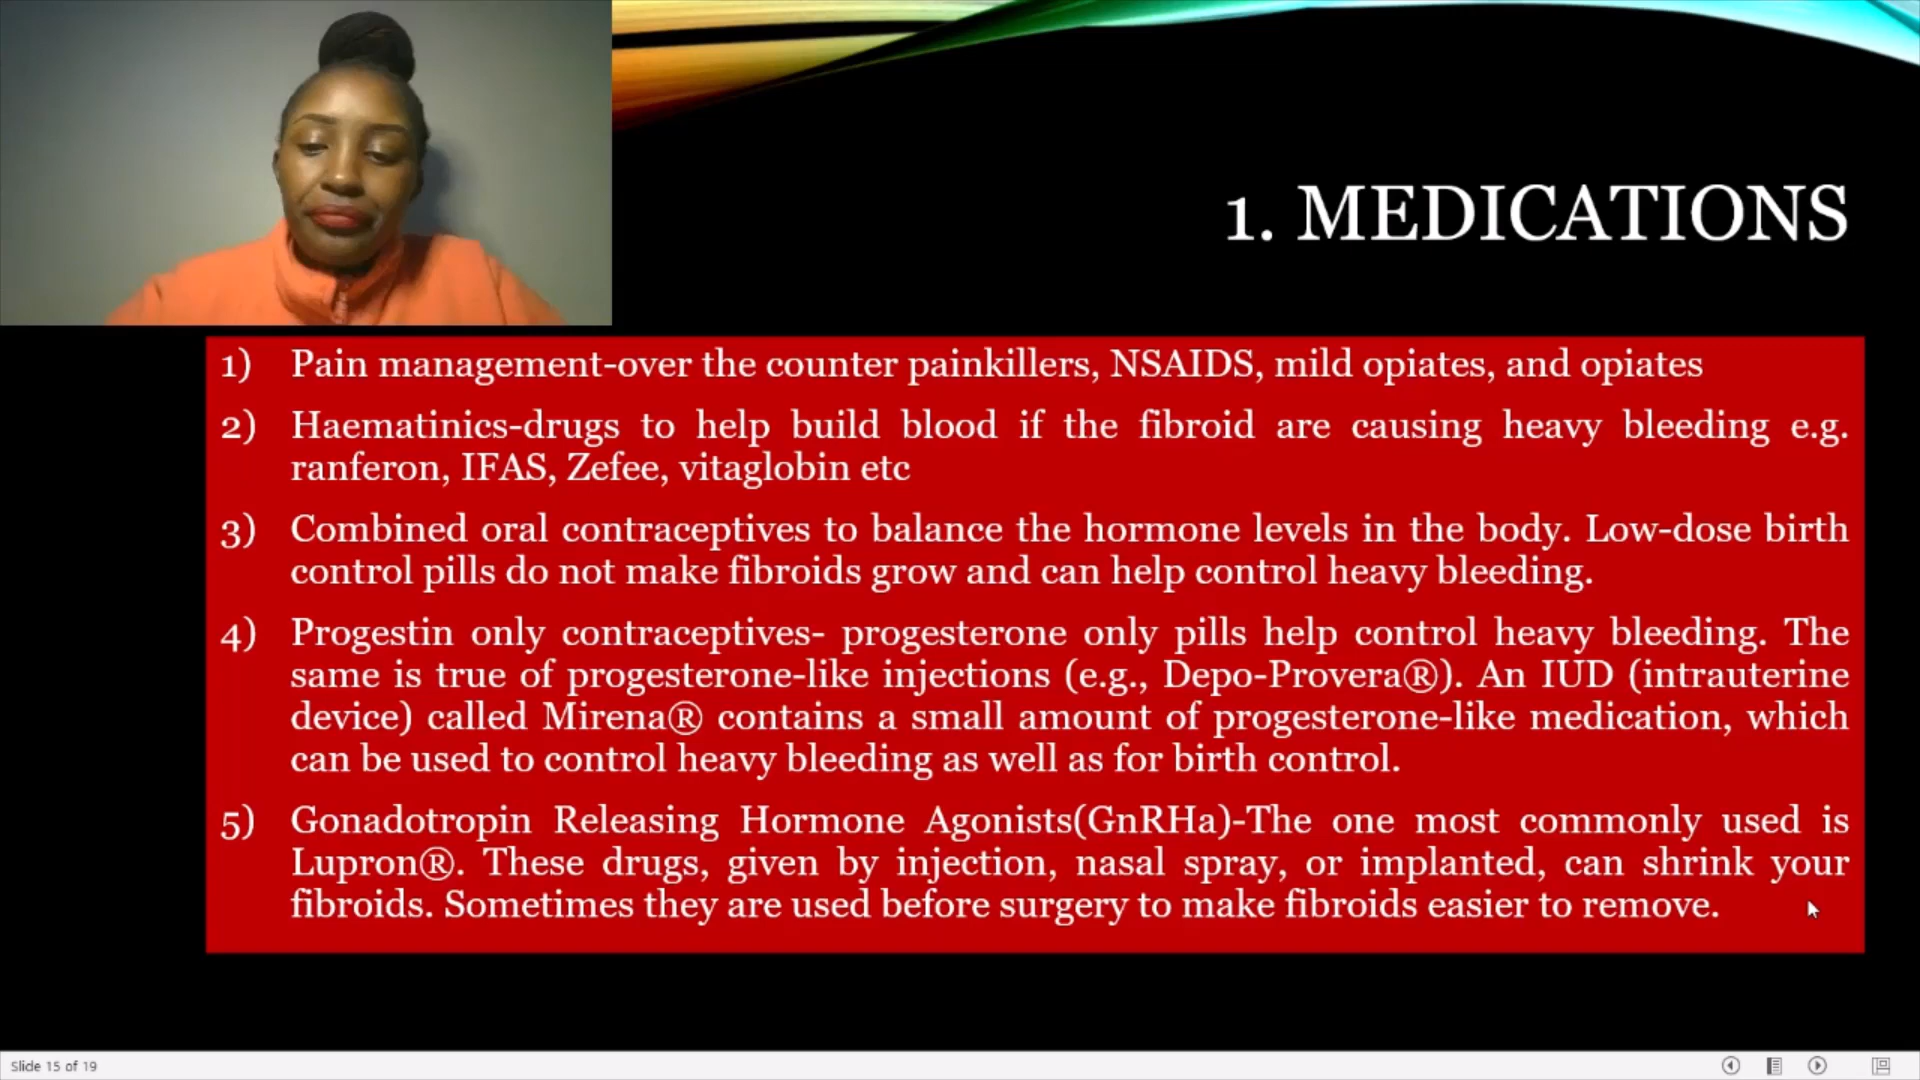 1. MEDICATIONS
1) Pain management-over the counter painkillers, NSAIDS, mild opiates, and opiates
2) Haematinics-drugs to help build blood if the fibroid are causing heavy bleeding e.g.
ranferon, IFAS, Zefee, vitaglobin etc
3) Combined oral contraceptives to balance the hormone levels in the body. Low-dose birth
control pills do not make fibroids grow and can help control heavy bleeding.
4) Progestin only contraceptives- progesterone only pills help control heavy bleeding. The
same is true of progesterone-like injections (e.g., Depo-Provera®). An IUD (intrauterine
device) called Mirena® contains a small amount of progesterone-like medication, which
can be used to control heavy bleeding as well as for birth control.
5) Gonadotropin Releasing Hormone Agonists(GnRHa)-The one most commonly used is
Lupron®. These drugs, given by injection, nasal spray, or implanted, can shrink your
fibroids. Sometimes they are used before surgery to make fibroids easier to remove.
Slide 15 of 19